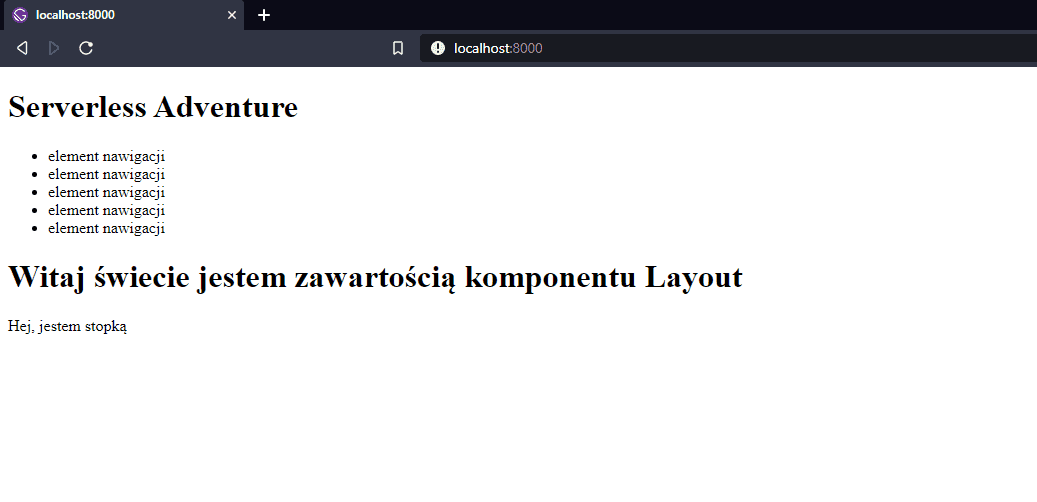 localhost:8000
localhost:8000
Serverless Adventure
element nawigacji
element nawigacji
element nawigacji
element nawigacji
element nawigacji
Witaj świecie jestem zawartością komponentu Layout
Hej, jestem stopką